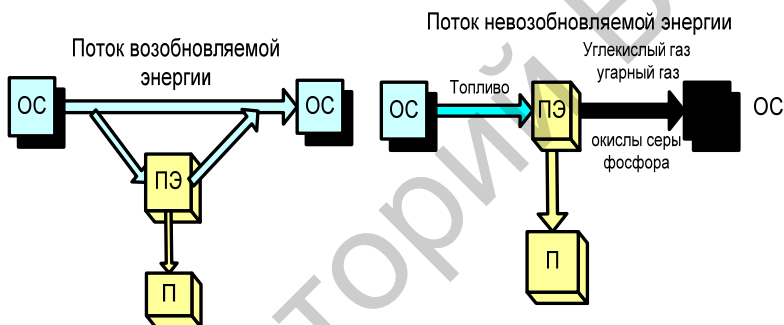 Поток возобновляемой
энергии
ОС
ОС
ПЭ
П
Поток невозобновляемой энергии
Углекислый газ
угарный газ
Топливо
ОС
ПЭ
ОС
окислы серы
фосфора
П